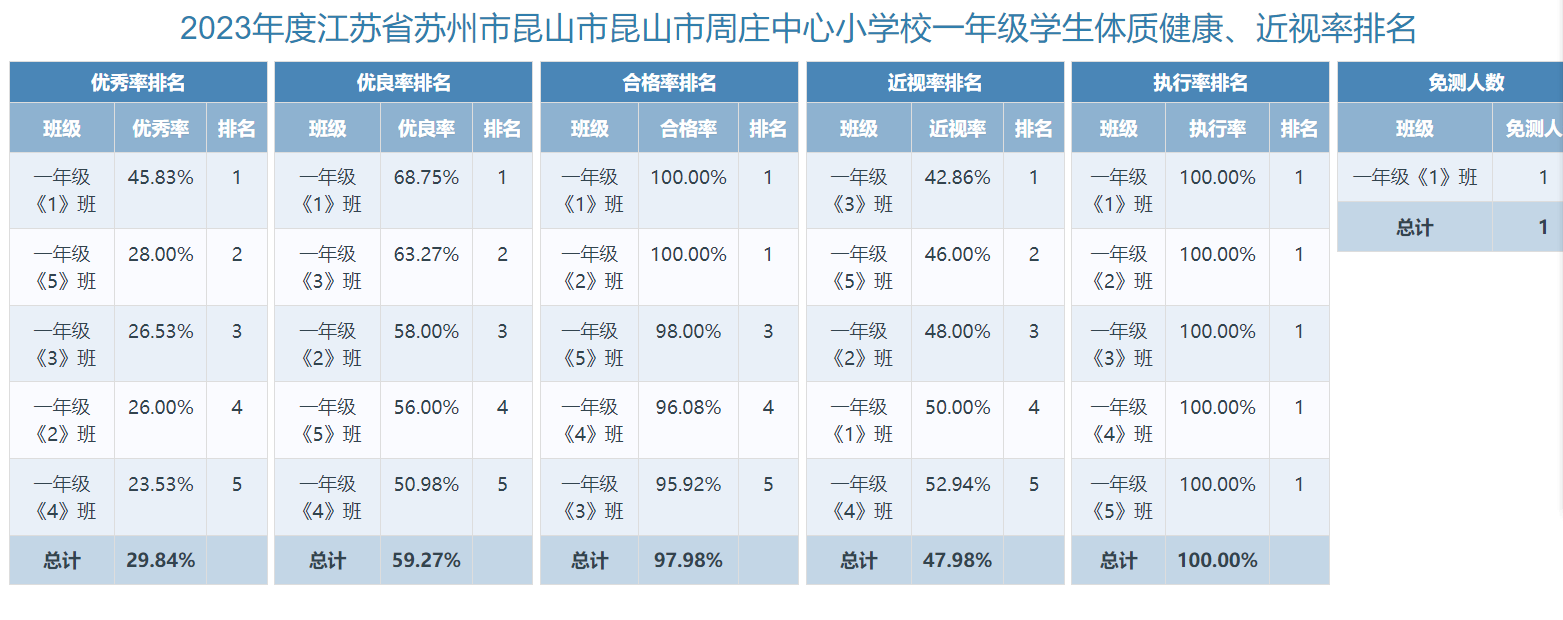 2023年度江苏省苏州市昆山市昆山市周庄中心小学校一年级学生体质健康、近视率排名
优秀率排名
班级 优秀率 排名
一年级
《1》班 45.83% 1
一年级
《5》班 28.00% 2
一年级
《3》班 26.53% 3
一年级
《2》班 26.00% 4
一年级
《4》班 23.53% 5
总计 29.84%
优良率排名
班级 优良率 排名
一年级
《1》班 68.75% 1
一年级
《3》班 63.27% 2
一年级
《2》班 58.00% 3
一年级
《5》班 56.00% 4
一年级
《4》班 50.98% 5
总计 59.27%
合格率排名
班级 合格率 排名
一年级
《1》班 100.00% 1
一年级
《2》班 100.00% 1
一年级
《5》班 98.00% 3
一年级
《4》班 96.08% 4
一年级
《3》班 95.92% 5
总计 97.98%
近视率排名
班级 近视率 排名
一年级
《3》班 42.86% 1
一年级
《5》班 46.00% 2
一年级
《2》班 48.00% 3
一年级
《1》班 50.00% 4
一年级
《4》班 52.94% 5
总计 47.98%
执行率排名
班级 执行率 排名
一年级
《1》班 100.00% 1
一年级
《2》班 100.00% 1
一年级
《3》班 100.00% 1
一年级
《4》班 100.00% 1
一年级
《5》班 100.00% 1
总计 100.00%
免测人数
班级 免测人
一年级《1》班 1
总计 1